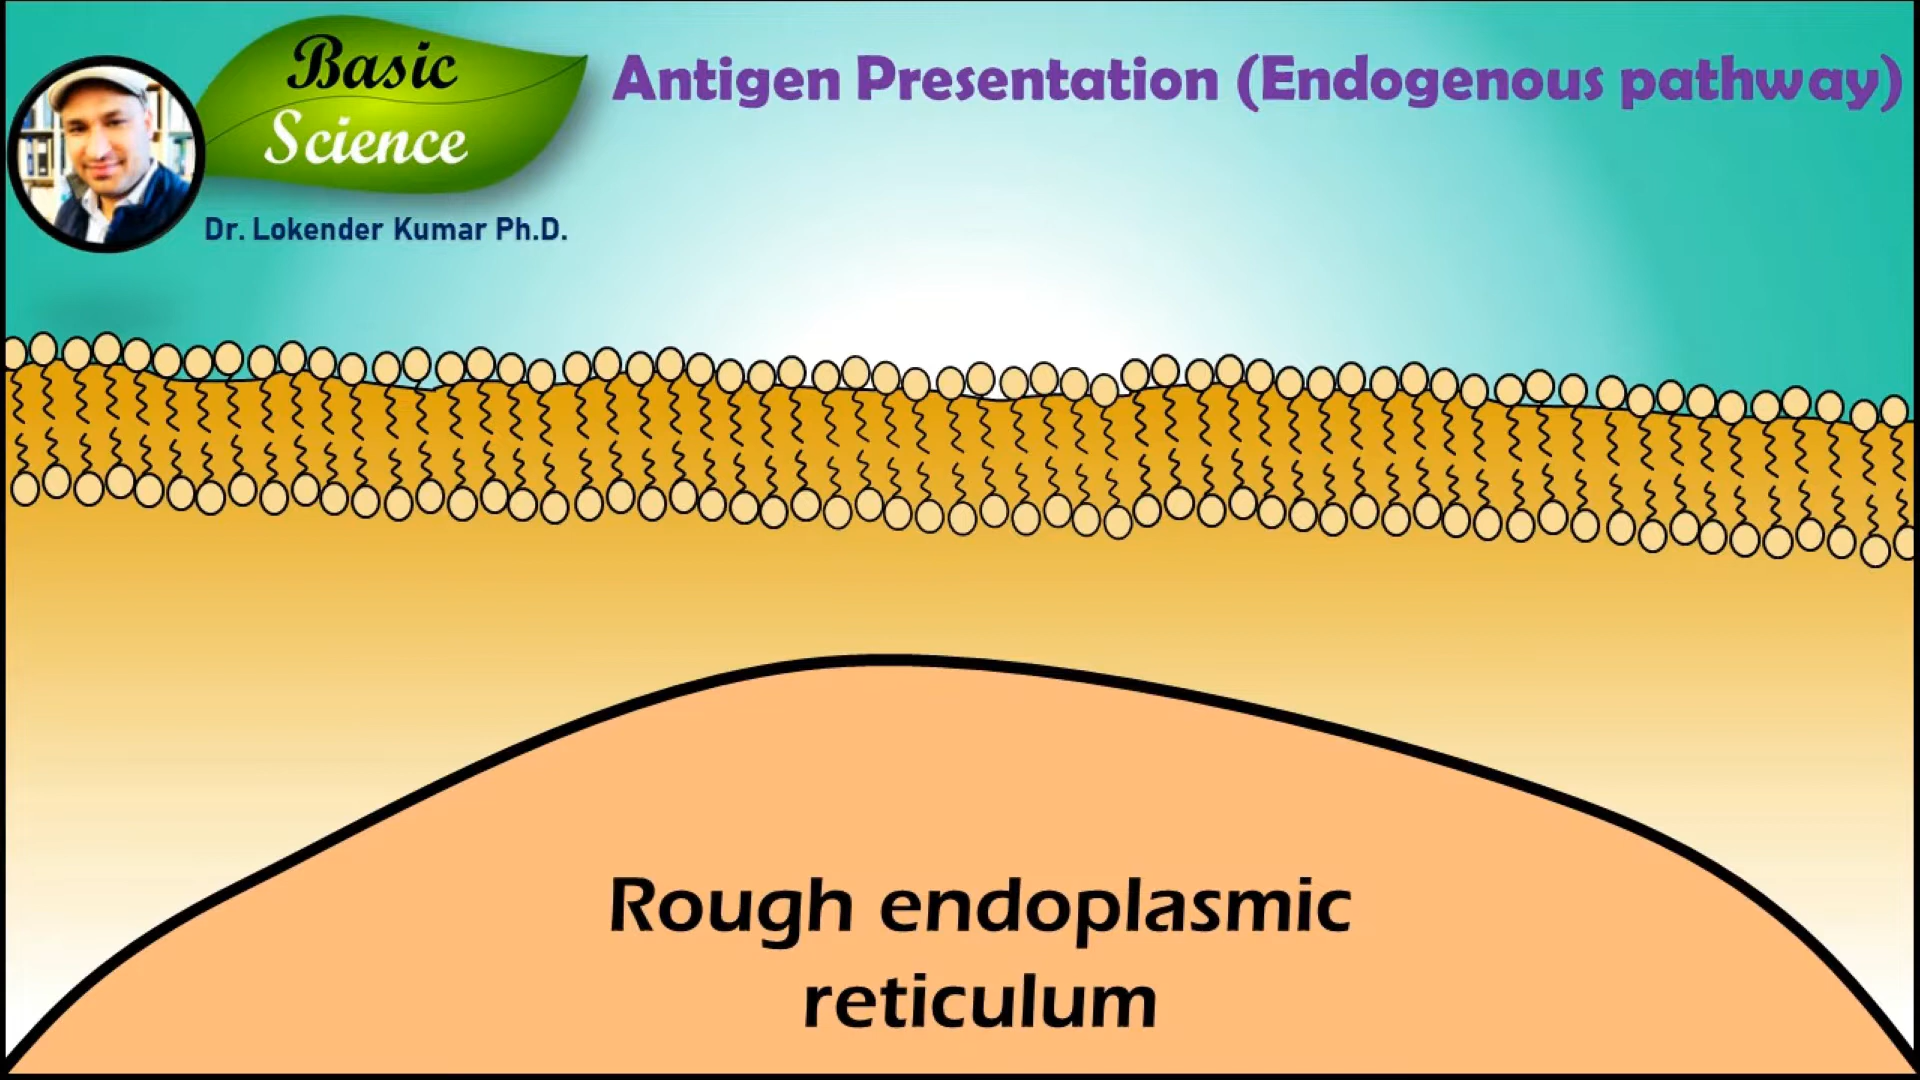 Basic
Science
Antigen Presentation (Endogenous pathway)
Dr. Lokender Kumar Ph.D.
Rough endoplasmic
reticulum